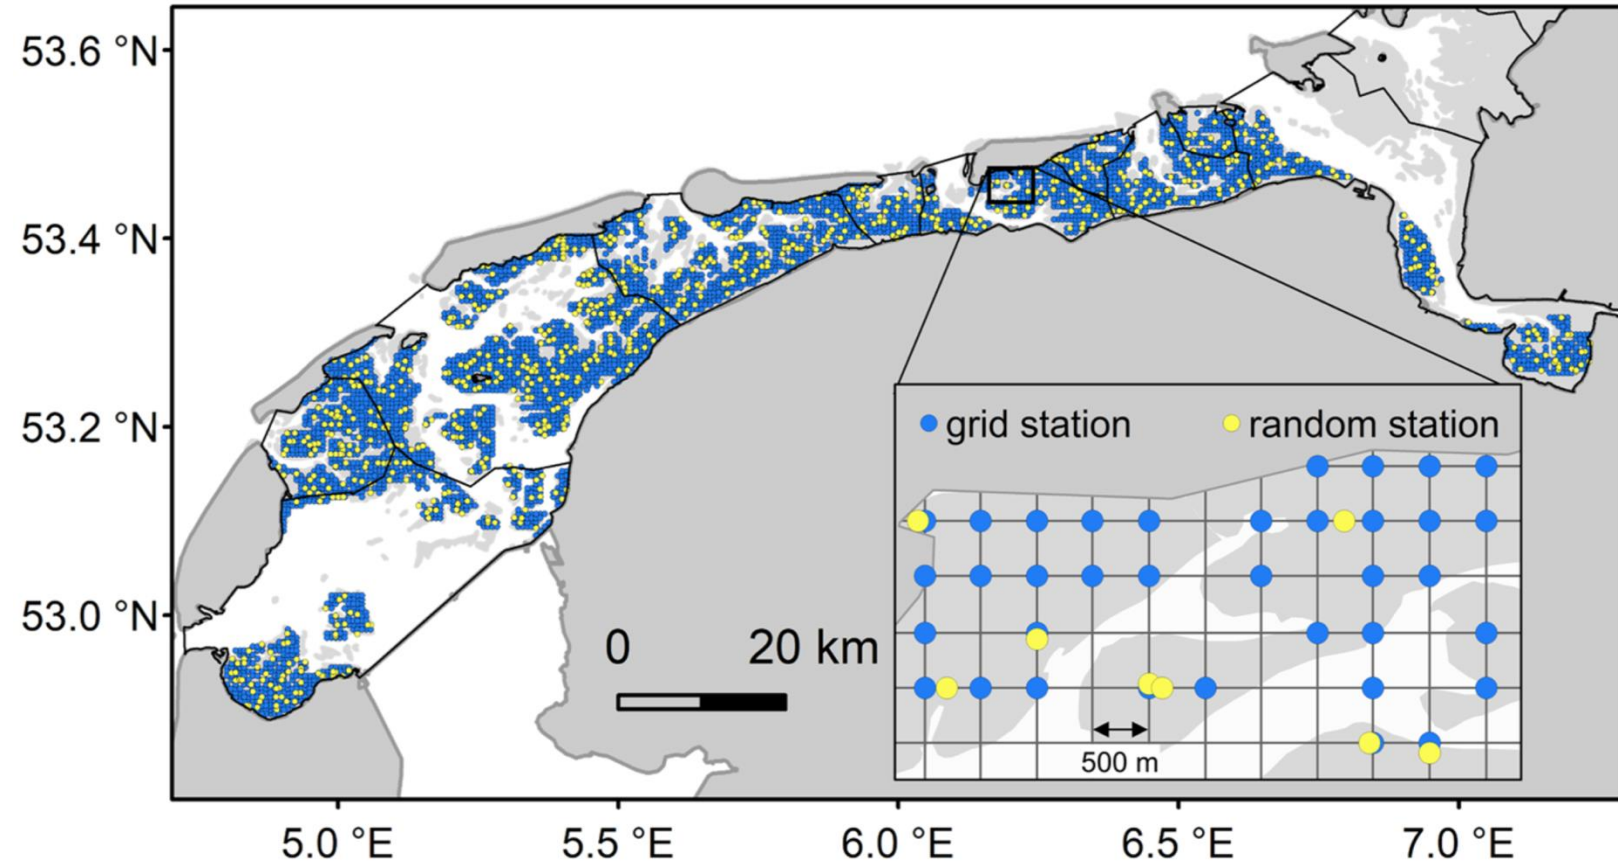 53.6 °N
53.4 °N
53.2 °N
53.0 °N
0 20 km
grid station random station
500 m
5.0 °E 5.5 °E 6.0 °E 6.5 °E 7.0 °E